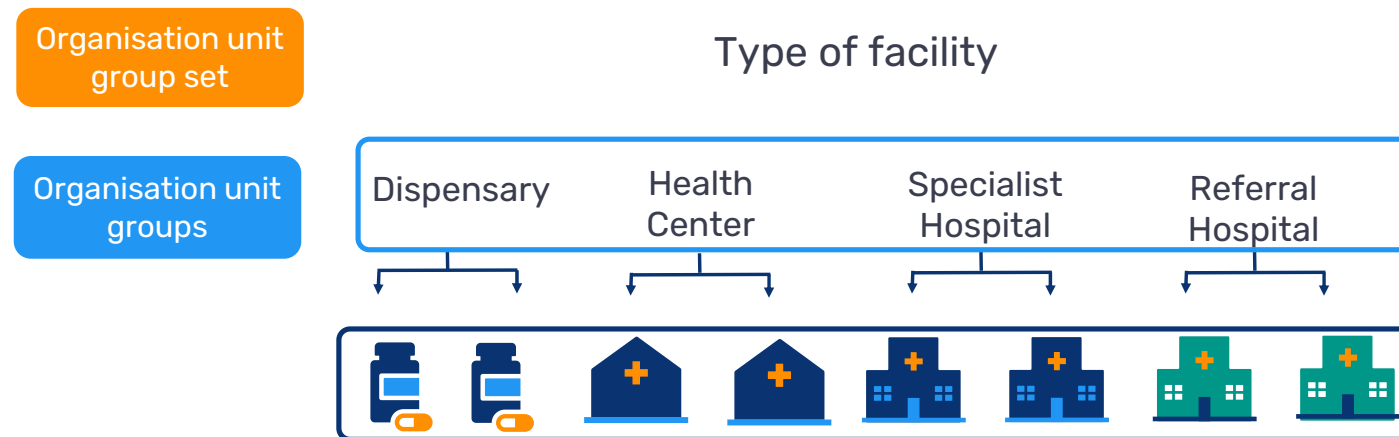 Organisation unit
group set
Type of facility
Organisation unit
groups
Dispensary
Health
Center
Specialist
Hospital
Referral
Hospital